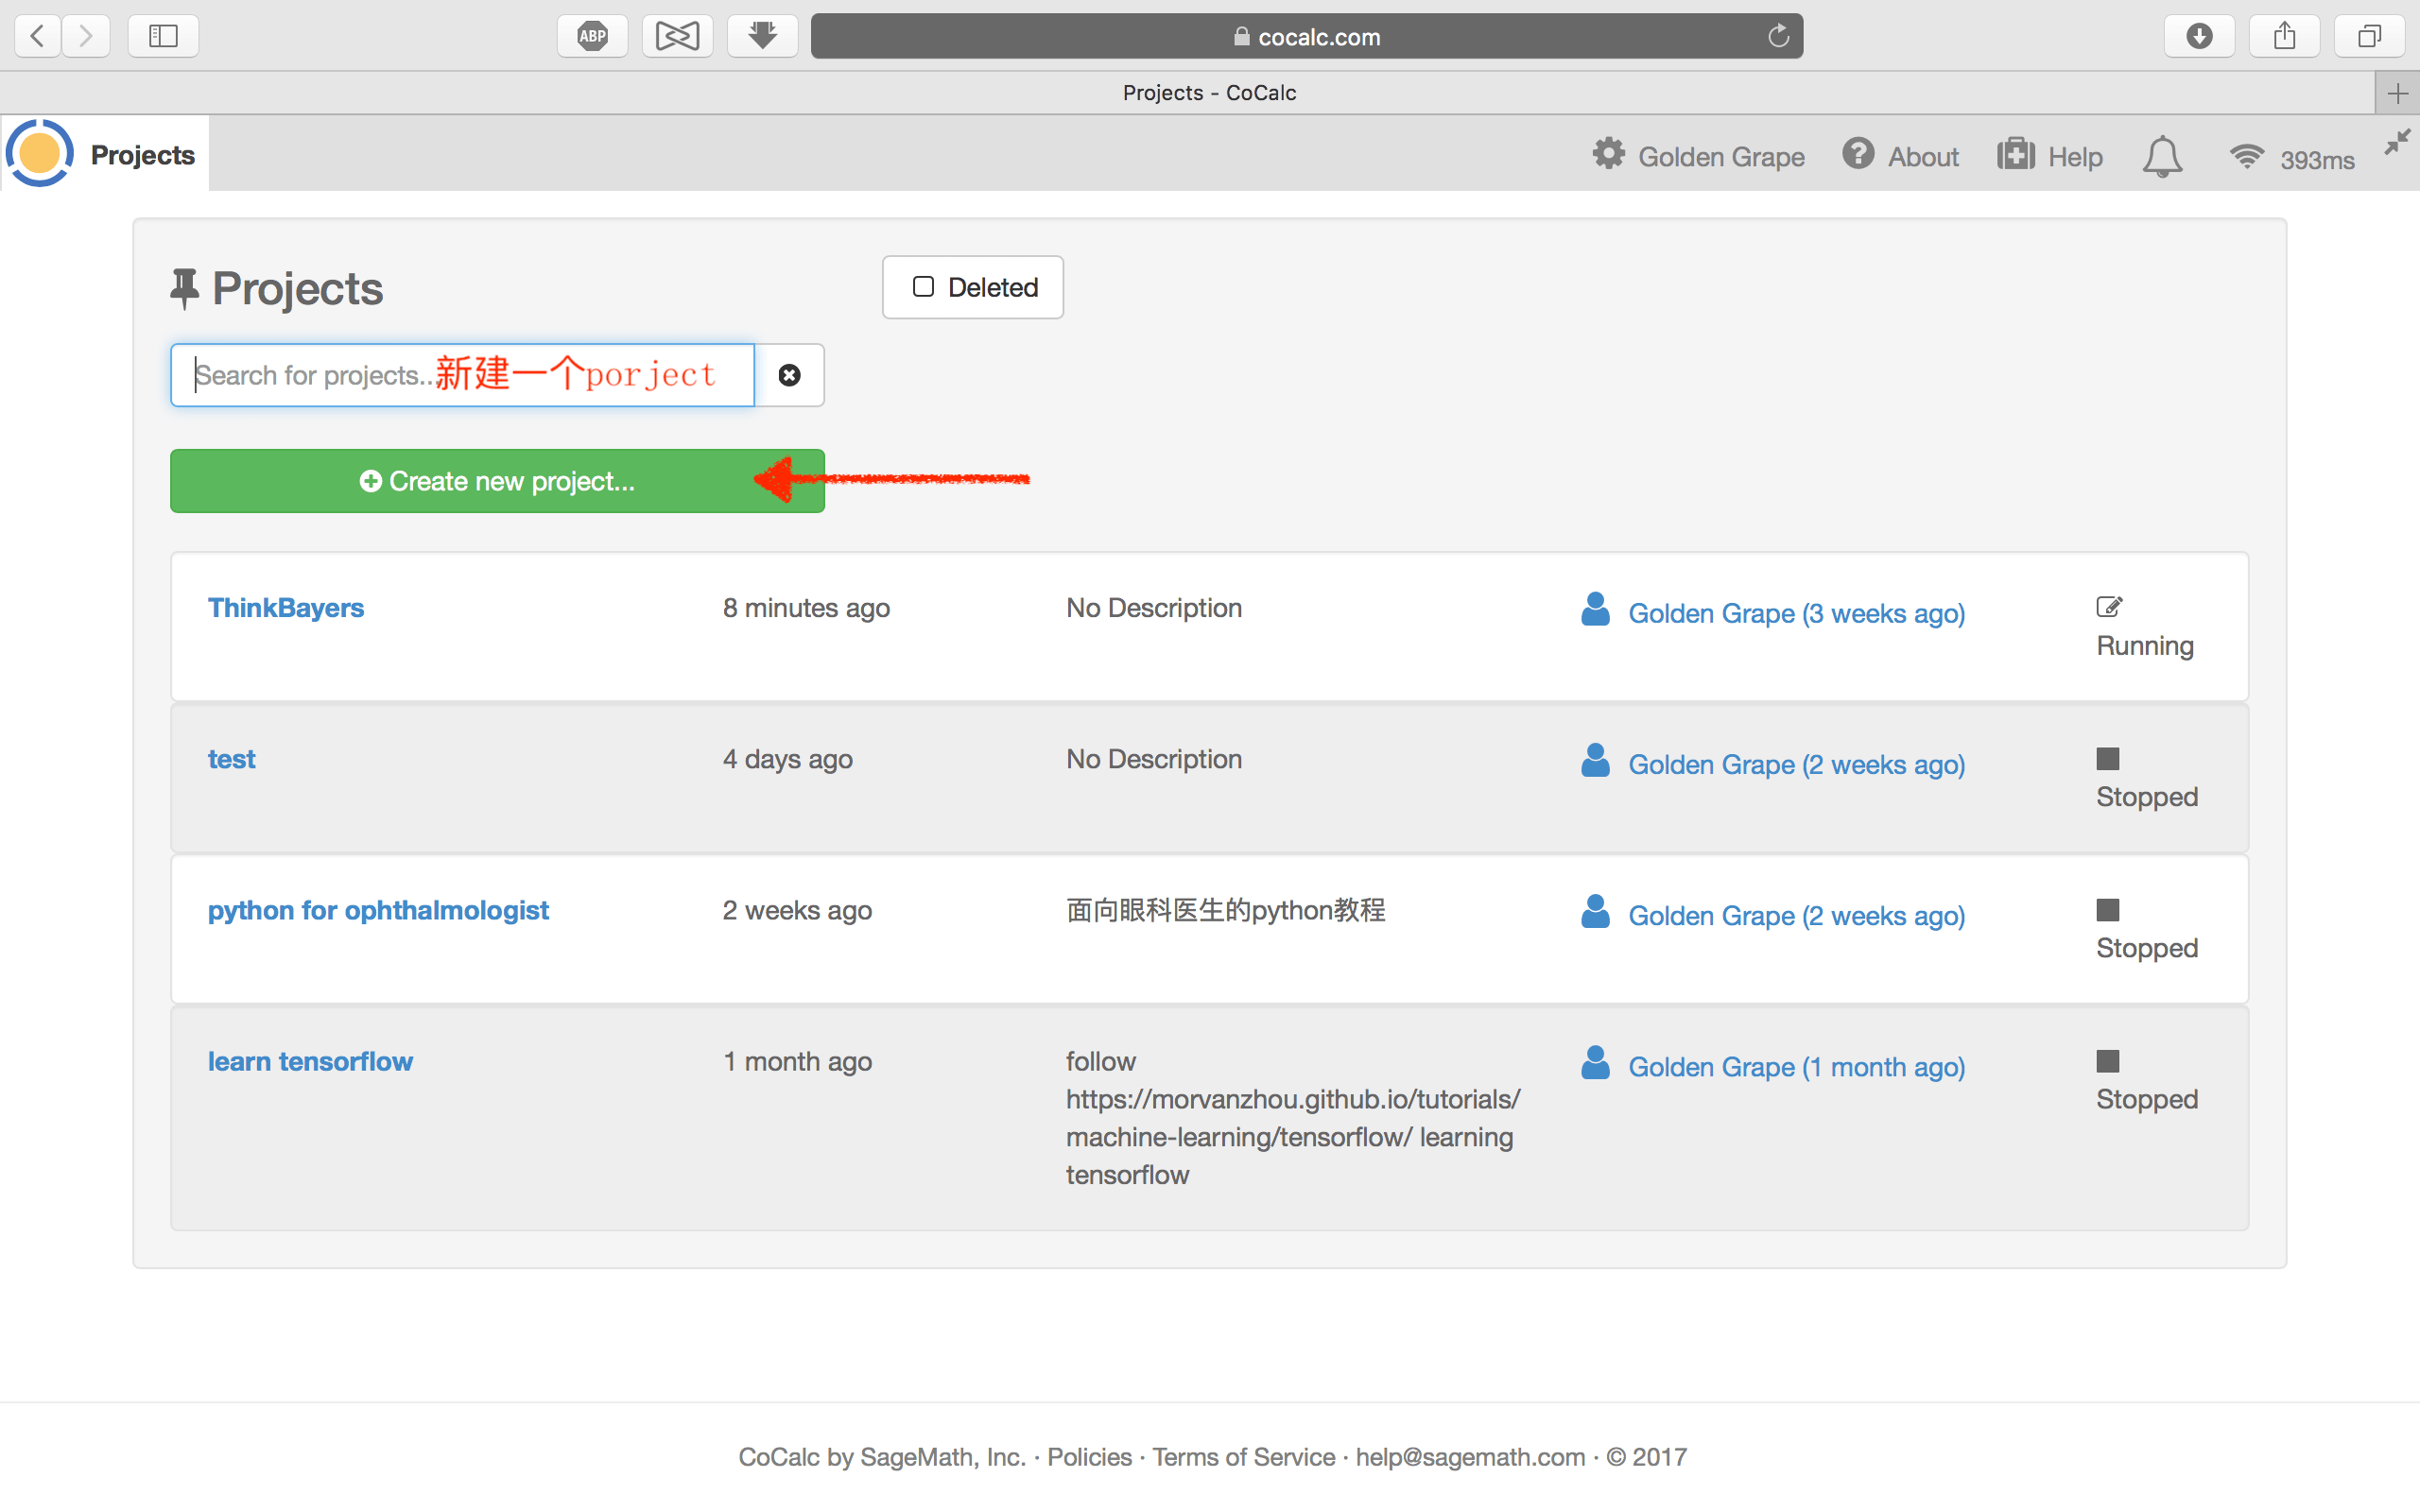 ABP
cocalc.com
Projects - CoCalc
Projects
Golden Grape
About
Help
393ms
Projects
Deleted
Search for projects...
新建一个porject
Create new project...
ThinkBayers
8 minutes ago
No Description
Golden Grape (3 weeks ago)
Running
test
4 days ago
No Description
Golden Grape (2 weeks ago)
Stopped
python for ophthalmologist
2 weeks ago
面向眼科医生的python教程
Golden Grape (2 weeks ago)
Stopped
learn tensorflow
1 month ago
follow
https://morvanzhou.github.io/tutorials/
machine-learning/tensorflow/ learning
tensorflow
Golden Grape (1 month ago)
Stopped
CoCalc by SageMath, Inc. · Policies · Terms of Service · help@sagemath.com · © 2017